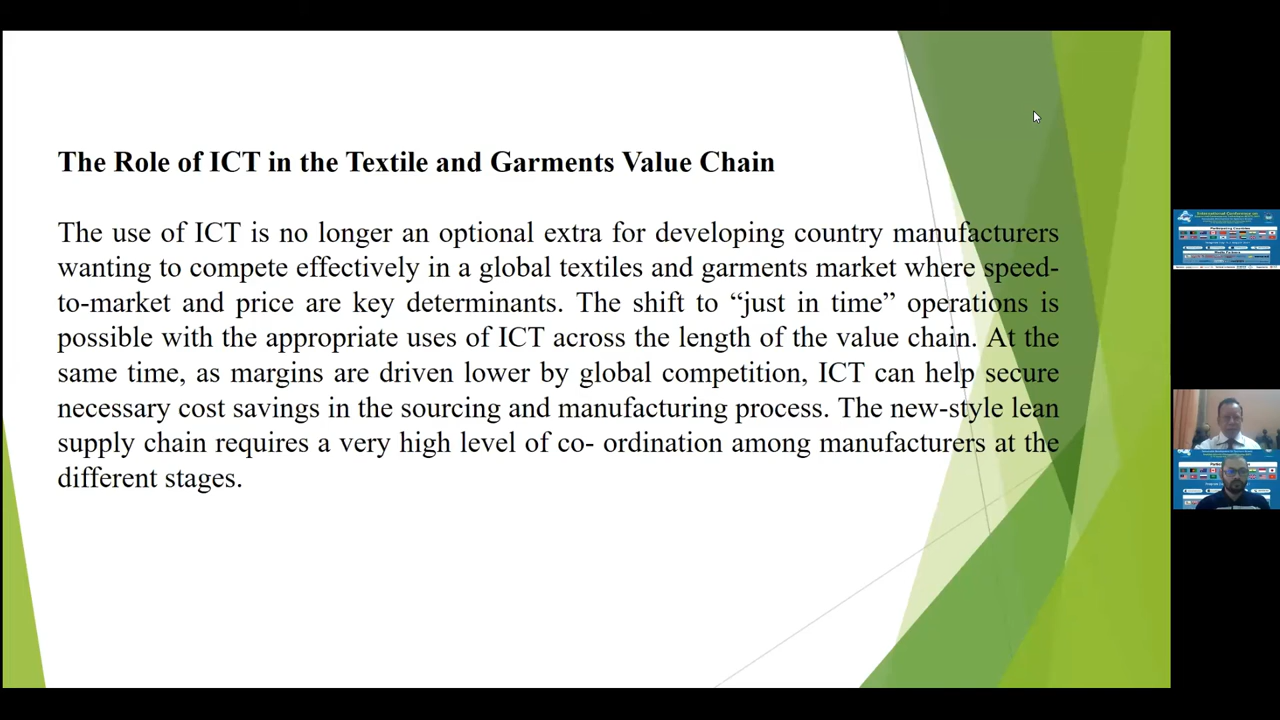 The Role of ICT in the Textile and Garments Value Chain
The use of ICT is no longer an optional extra for developing country manufacturers
wanting to compete effectively in a global textiles and garments market where speed-
to-market and price are key determinants. The shift to “just in time” operations is
possible with the appropriate uses of ICT across the length of the value chain. At the
same time, as margins are driven lower by global competition, ICT can help secure
necessary cost savings in the sourcing and manufacturing process. The new-style lean
supply chain requires a very high level of co- ordination among manufacturers at the
different stages.
International Conference on
Participating Countries